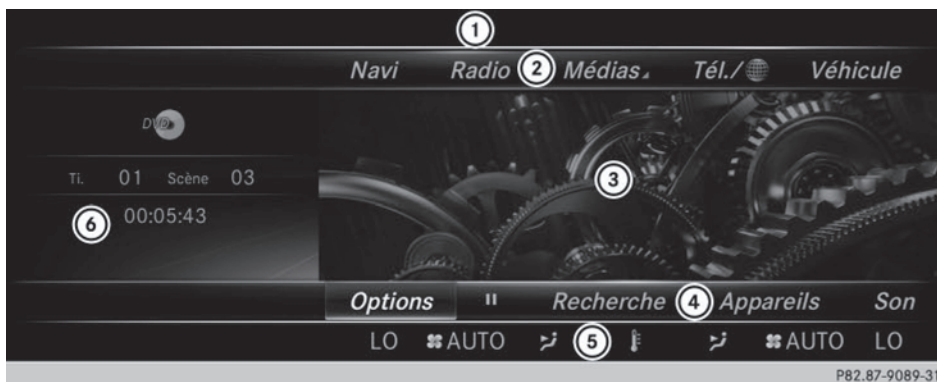 1
Navi Radio 2 Médias Tél./ Véhicule
DVD
3
Ti. 01 Scène 03
6 00:05:43
Options II Recherche 4 Appareils Son
LO AUTO 5 AUTO LO
P82.87-9089-31